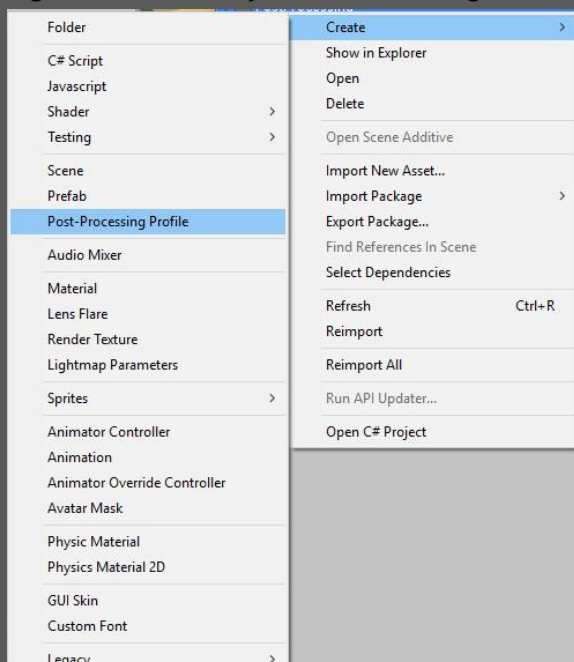 Folder
C# Script
Javascript
Shader
Testing
Scene
Prefab
Post-Processing Profile
Audio Mixer
Material
Lens Flare
Render Texture
Lightmap Parameters
Sprites
Animator Controller
Animation
Animator Override Controller
Avatar Mask
Physic Material
Physics Material 2D
GUI Skin
Custom Font
Legacy
Create
Show in Explorer
Open
Delete
Open Scene Additive
Import New Asset...
Import Package
Export Package...
Find References In Scene
Select Dependencies
Refresh Ctrl+R
Reimport
Reimport All
Run API Updater...
Open C# Project